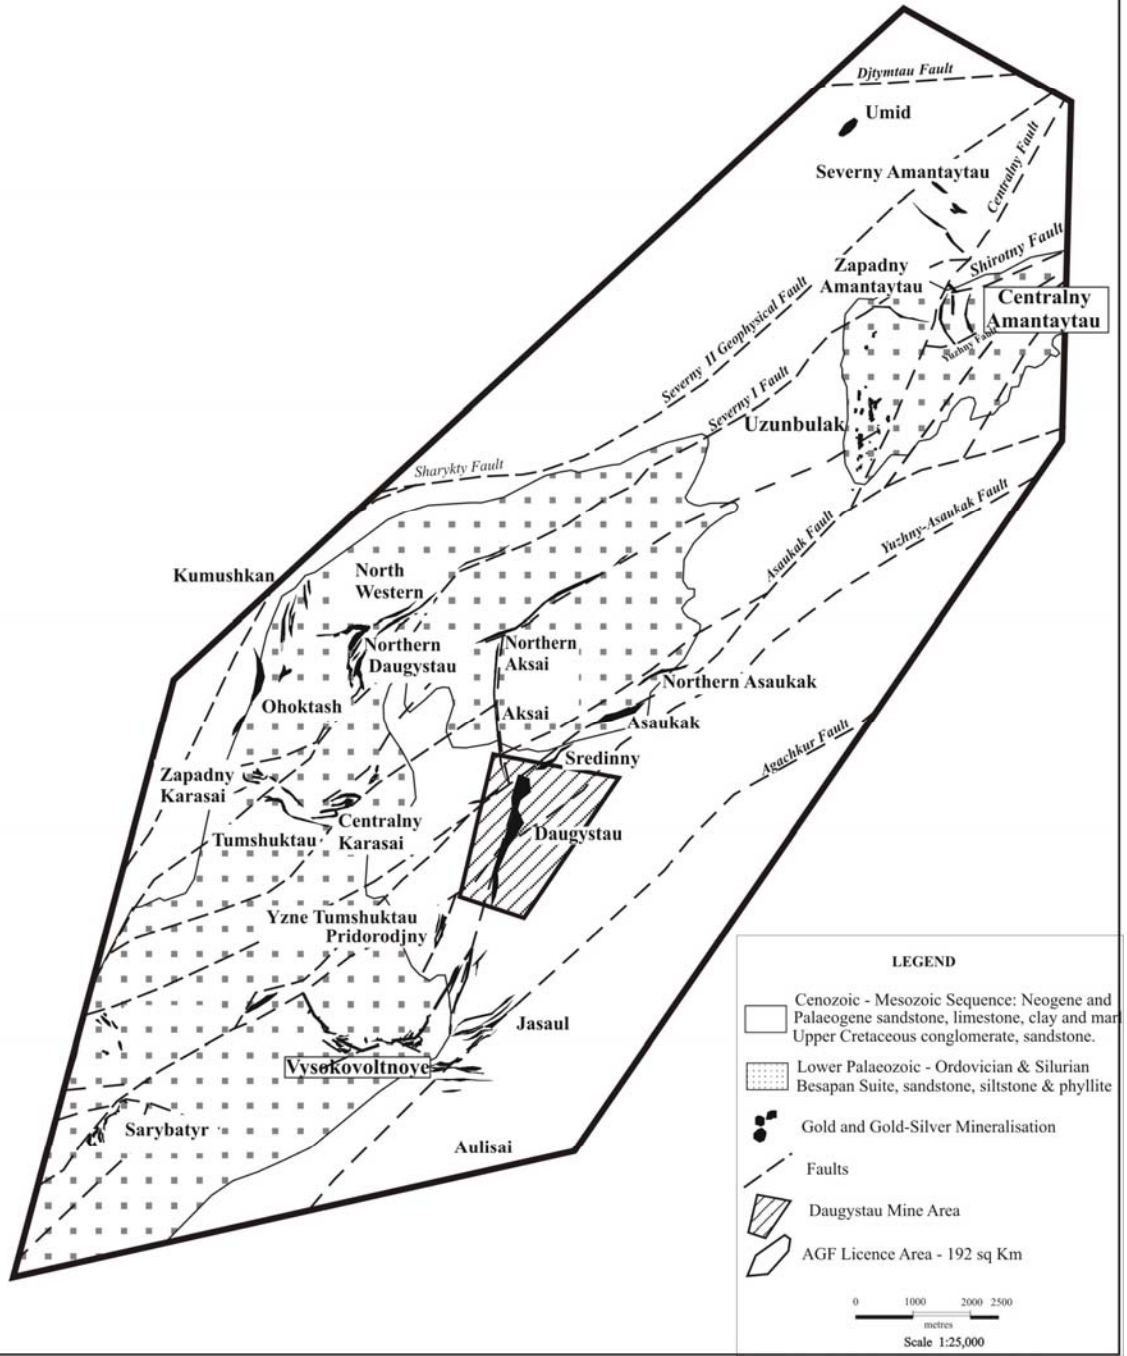 Djtymtau Fault
Umid
Centralny Fault
Severny Amantaytau
Shirotny Fault
Zapadny
Amantaytau
Centralny
Amantaytau
Yuzhny Fault
Severny II Geophysical Fault
Severny I Fault
Uzunbulak
Sharykty Fault
Asaukak Fault
Yuzhny-Asaukak Fault
Kumushkan
North
Western
Northern
Daugystau
Northern
Aksai
Northern Asaukak
Ohoktash
Aksai
Asaukak
Agachkur Fault
Sredinny
Zapadny
Karasai
Centralny
Karasai
Daugystau
Tumshuktau
Yzne Tumshuktau
Pridorodjny
Jasaul
Vysokovoltnoye
Sarybatyr
Aulisai
LEGEND
Cenozoic - Mesozoic Sequence: Neogene and
Palaeogene sandstone, limestone, clay and marl
Upper Cretaceous conglomerate, sandstone.
Lower Palaeozoic - Ordovician & Silurian
Besapan Suite, sandstone, siltstone & phyllite
Gold and Gold-Silver Mineralisation
Faults
Daugystau Mine Area
AGF Licence Area - 192 sq Km
0 1000 2000 2500
metres
Scale 1:25,000